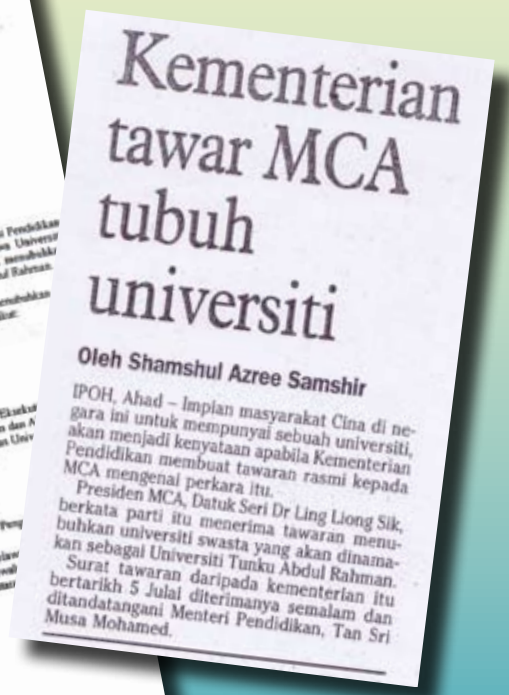 Kementerian
tawar MCA
tubuh
universiti
Oleh Shamshul Azree Samshir
IPOH, Ahad – Impian masyarakat Cina di ne-
gara ini untuk mempunyai sebuah universiti,
akan menjadi kenyataan apabila Kementerian
Pendidikan membuat tawaran rasmi kepada
MCA mengenai perkara itu.
Presiden MCA, Datuk Seri Dr Ling Liong Sik,
berkata parti itu menerima tawaran menu-
buhkan universiti swasta yang akan dinama-
kan sebagai Universiti Tunku Abdul Rahman.
Surat tawaran daripada kementerian itu
bertarikh 5 Julai diterimanya semalam dan
ditandatangani Menteri Pendidikan, Tan Sri
Musa Mohamed.